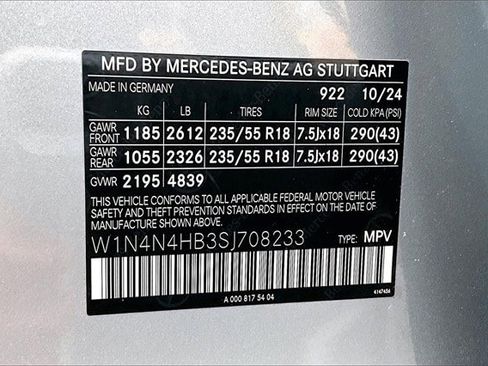 MFD BY MERCEDES-BENZ AG STUTTGART
MADE IN GERMANY 922 10/24
KG LB TIRES RIM SIZE COLD KPA (PSI)
GAWR FRONT 1185 2612 235/55 R18 7.5Jx18 290(43)
GAWR REAR 1055 2326 235/55 R18 7.5Jx18 290(43)
GVWR 2195 4839
THIS VEHICLE CONFORMS TO ALL APPLICABLE FEDERAL MOTOR VEHICLE
SAFETY AND THEFT PREVENTION STANDARDS IN EFFECT ON THE DATE
OF MANUFACTURE SHOWN ABOVE.
W1N4N4HB3SJ708233 TYPE: MPV
A 000 817 54 04